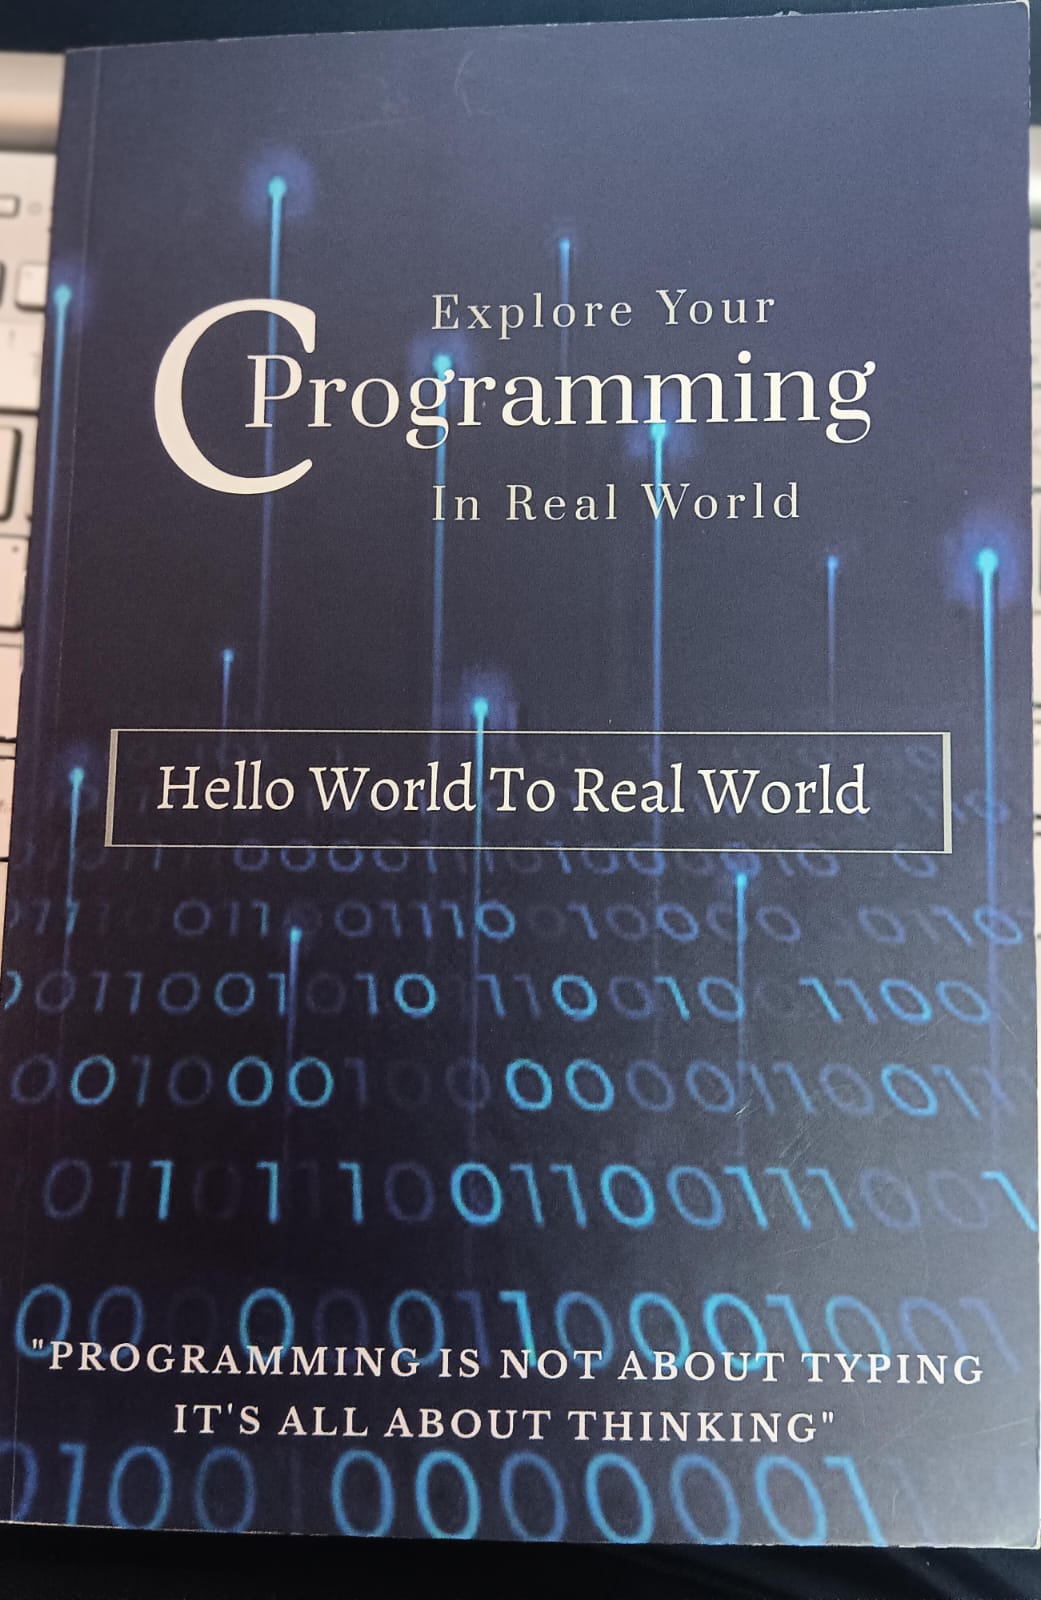 Explore Your
C Programming
In Real World
Hello World To Real World
"PROGRAMMING IS NOT ABOUT TYPING
IT'S ALL ABOUT THINKING"